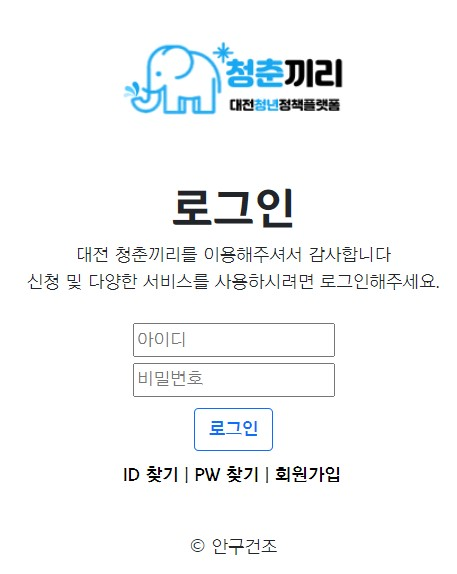 청춘끼리
대전청년정책플랫폼
로그인
대전 청춘끼리를 이용해주셔서 감사합니다
신청 및 다양한 서비스를 사용하시려면 로그인해주세요.
아이디
비밀번호
로그인
ID 찾기 | PW 찾기 | 회원가입
© 안구건조